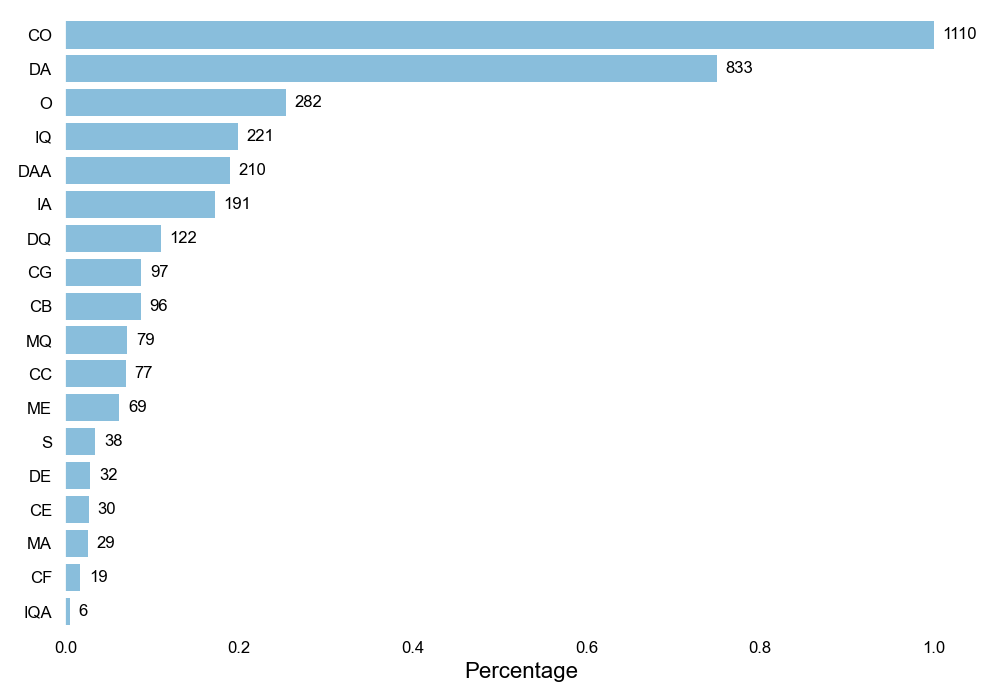 CO 1110
DA 833
O 282
IQ 221
DAA 210
IA 191
DQ 122
CG 97
CB 96
MQ 79
CC 77
ME 69
S 38
DE 32
CE 30
MA 29
CF 19
IQA 6
0.0 0.2 0.4 0.6 0.8 1.0
Percentage